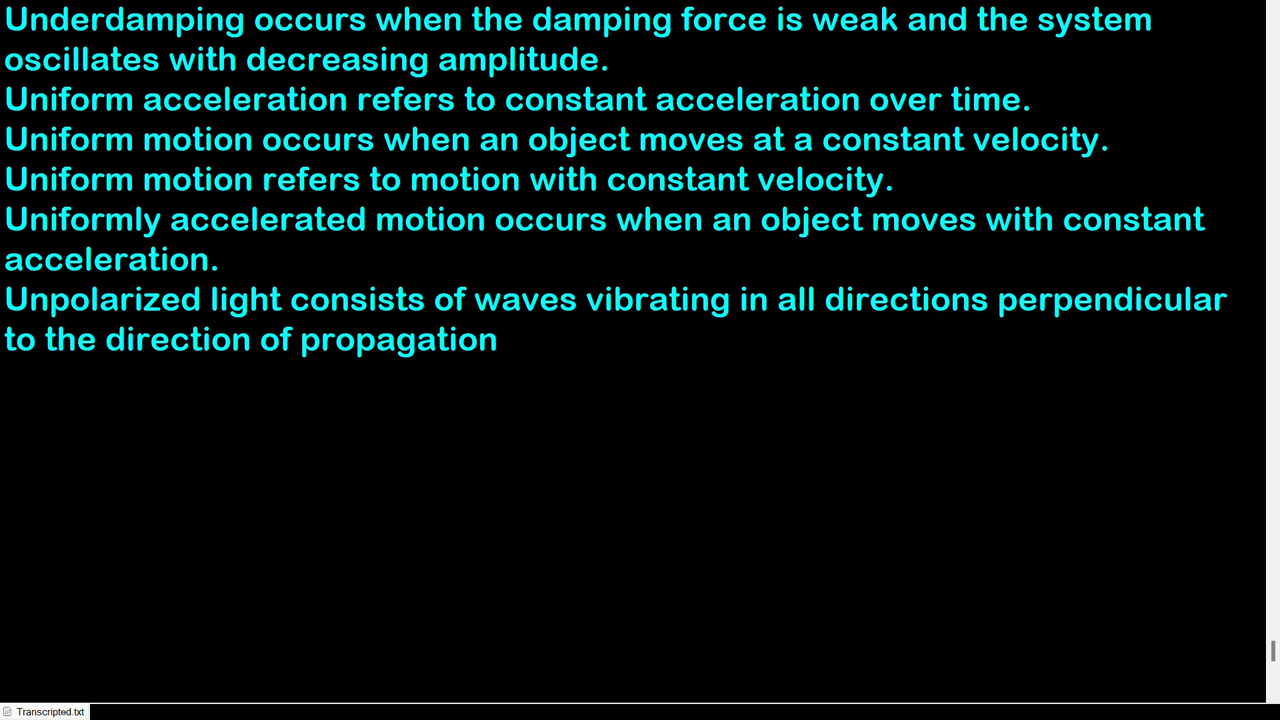 Underdamping occurs when the damping force is weak and the system
oscillates with decreasing amplitude.
Uniform acceleration refers to constant acceleration over time.
Uniform motion occurs when an object moves at a constant velocity.
Uniform motion refers to motion with constant velocity.
Uniformly accelerated motion occurs when an object moves with constant
acceleration.
Unpolarized light consists of waves vibrating in all directions perpendicular
to the direction of propagation
Transcripted.txt